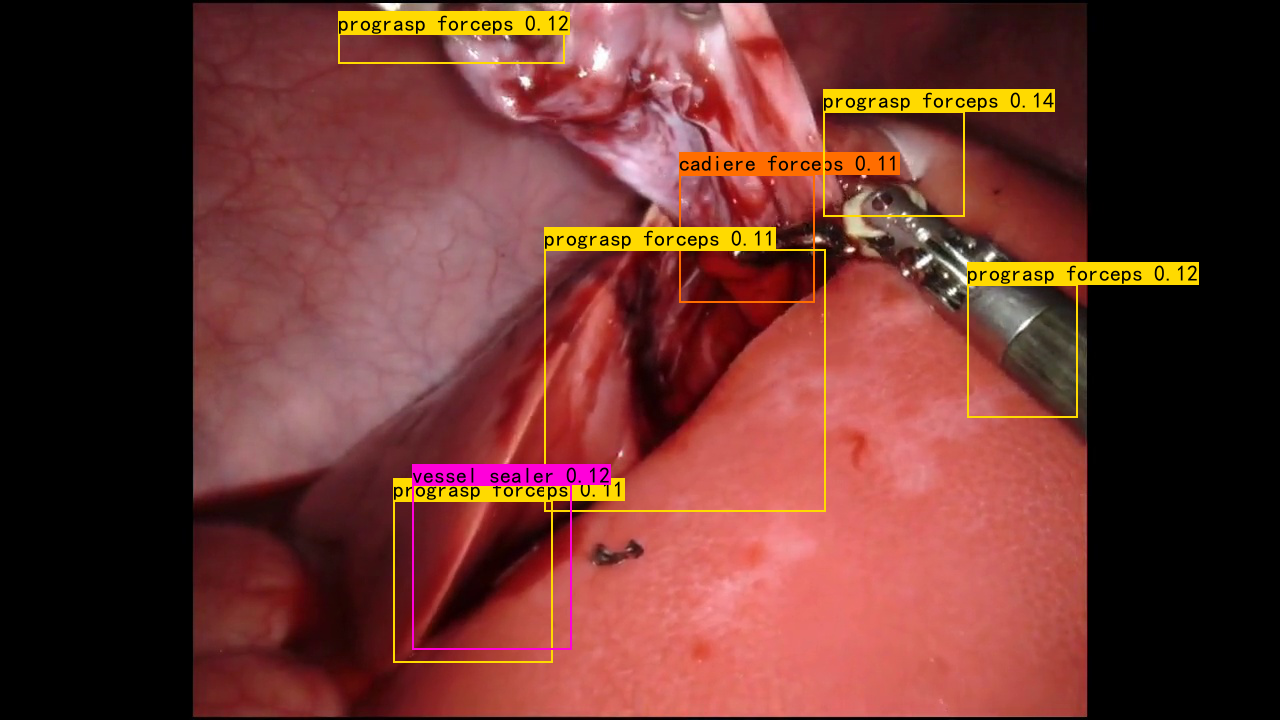 prograsp forceps 0.12
prograsp forceps 0.14
cadiere forceps 0.11
prograsp forceps 0.11
prograsp forceps 0.12
vessel sealer 0.12
prograsp forceps 0.11